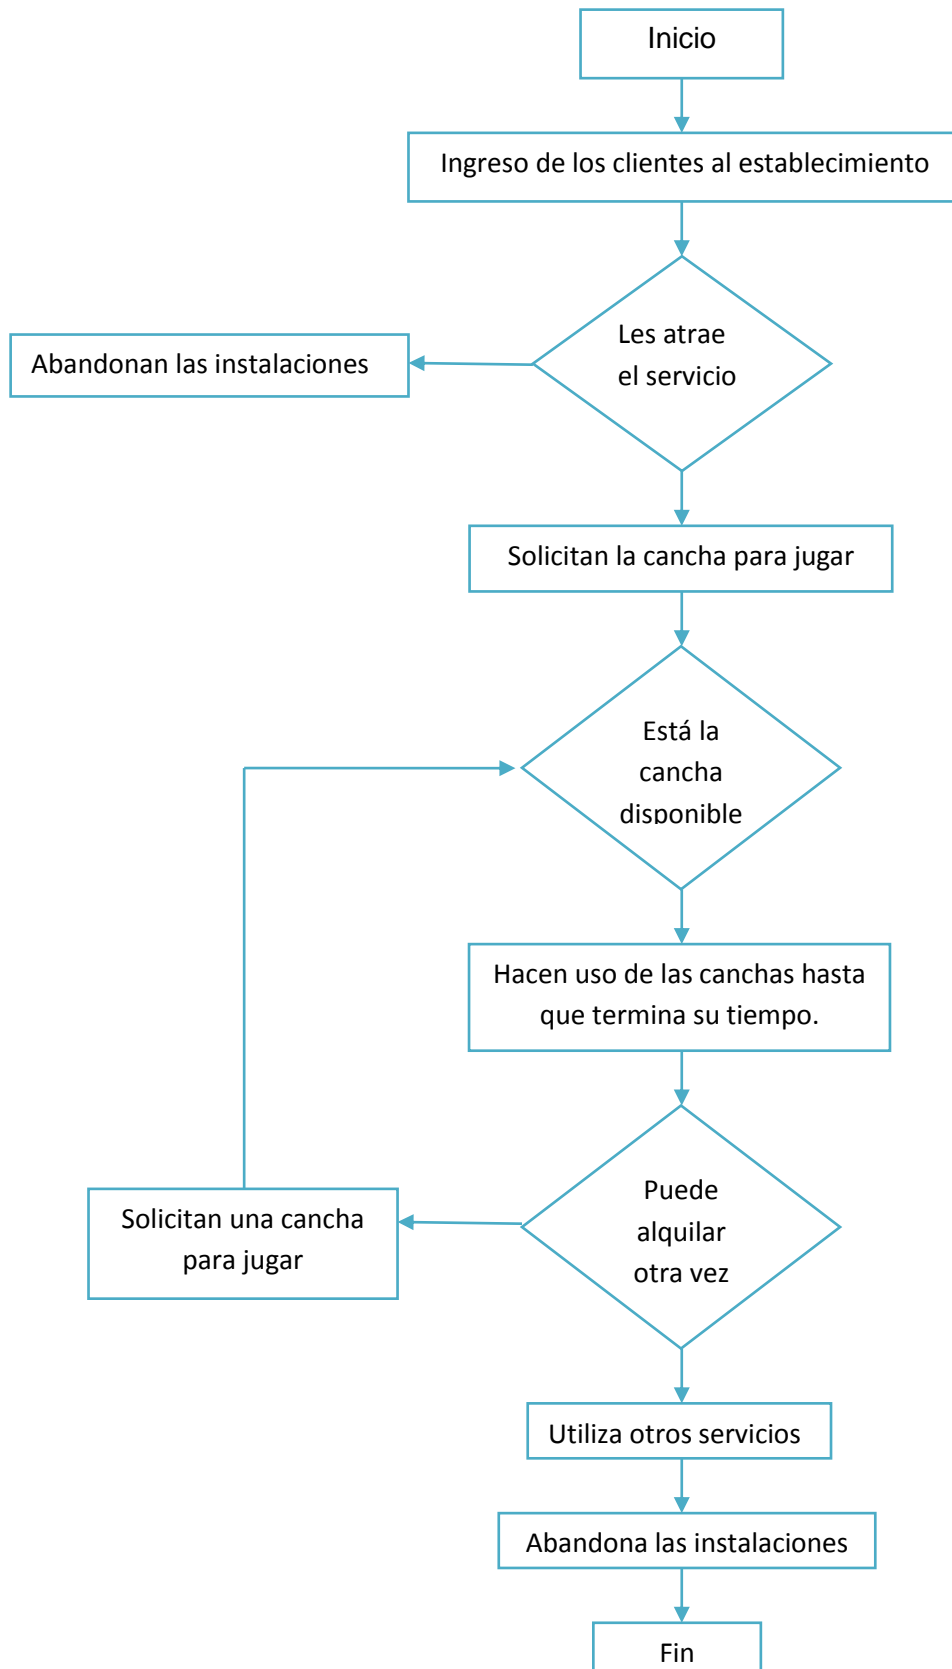 Inicio
Ingreso de los clientes al establecimiento
Les atrae
el servicio
Abandonan las instalaciones
Solicitan la cancha para jugar
Está la
cancha
disponible
Hacen uso de las canchas hasta
que termina su tiempo.
Puede
alquilar
otra vez
Solicitan una cancha
para jugar
Utiliza otros servicios
Abandona las instalaciones
Fin